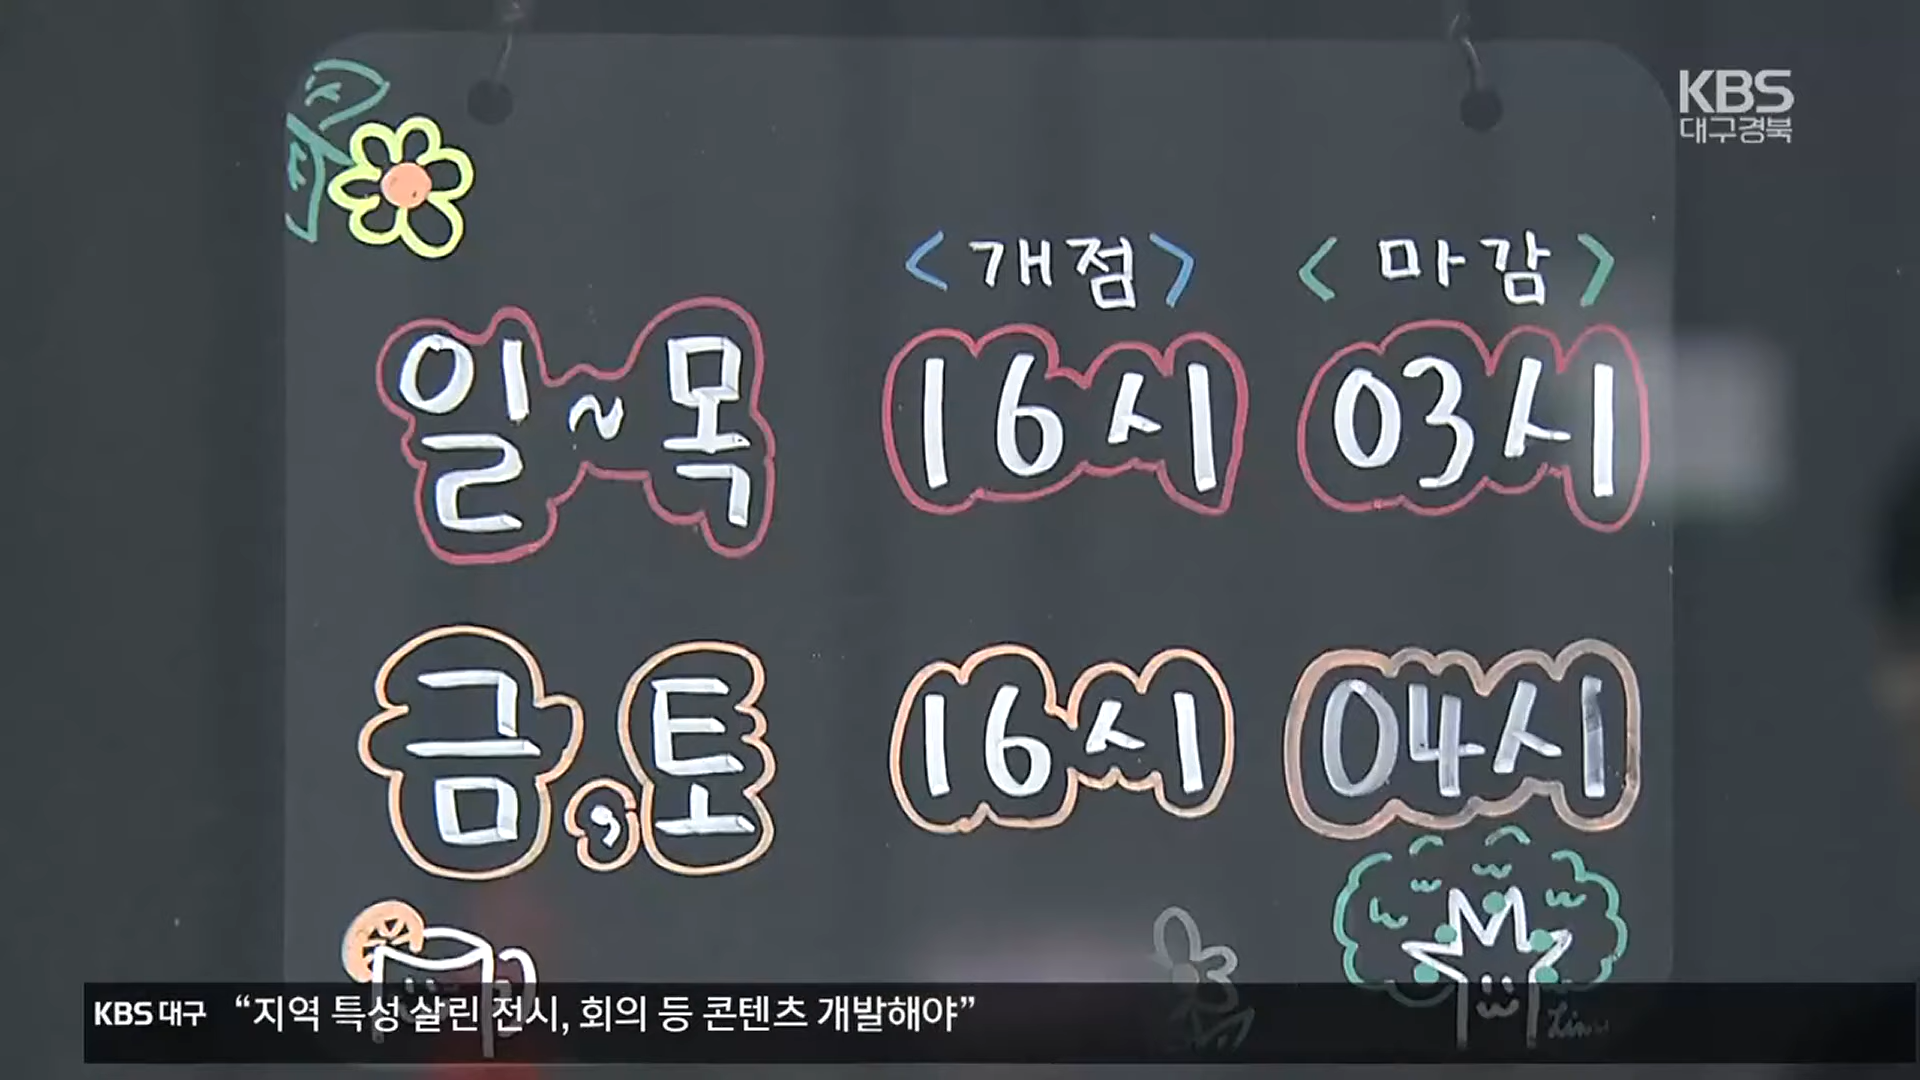 KBS
대구경북
<개점> <마감>
일~목 16시 03시
금,토 16시 04시
KBS 대구 “지역 특성 살린 전시, 회의 등 콘텐츠 개발해야”